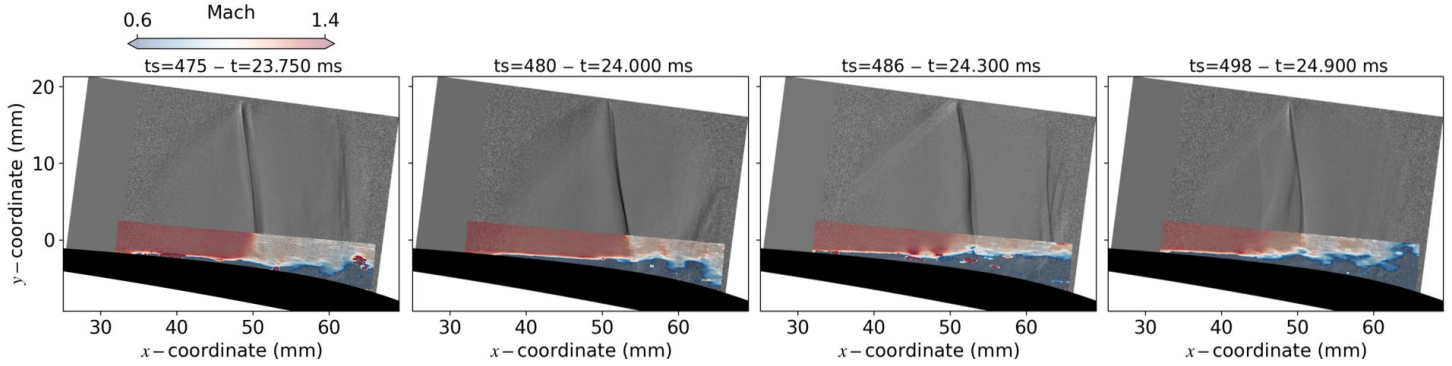 Mach
0.6 1.4
ts=475 – t=23.750 ms
ts=480 – t=24.000 ms
ts=486 – t=24.300 ms
ts=498 – t=24.900 ms
20
10
0
y−coordinate (mm)
30 40 50 60
30 40 50 60
30 40 50 60
30 40 50 60
x−coordinate (mm)
x−coordinate (mm)
x−coordinate (mm)
x−coordinate (mm)